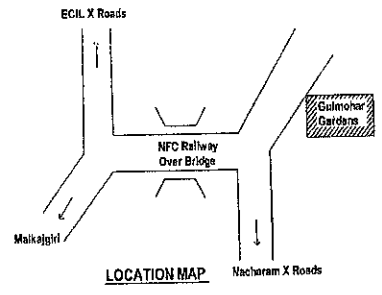 ECIL X Roads
Gulmohar
Gardens
NFC Railway
Over Bridge
Malkajgiri
LOCATION MAP
Nacharam X Roads